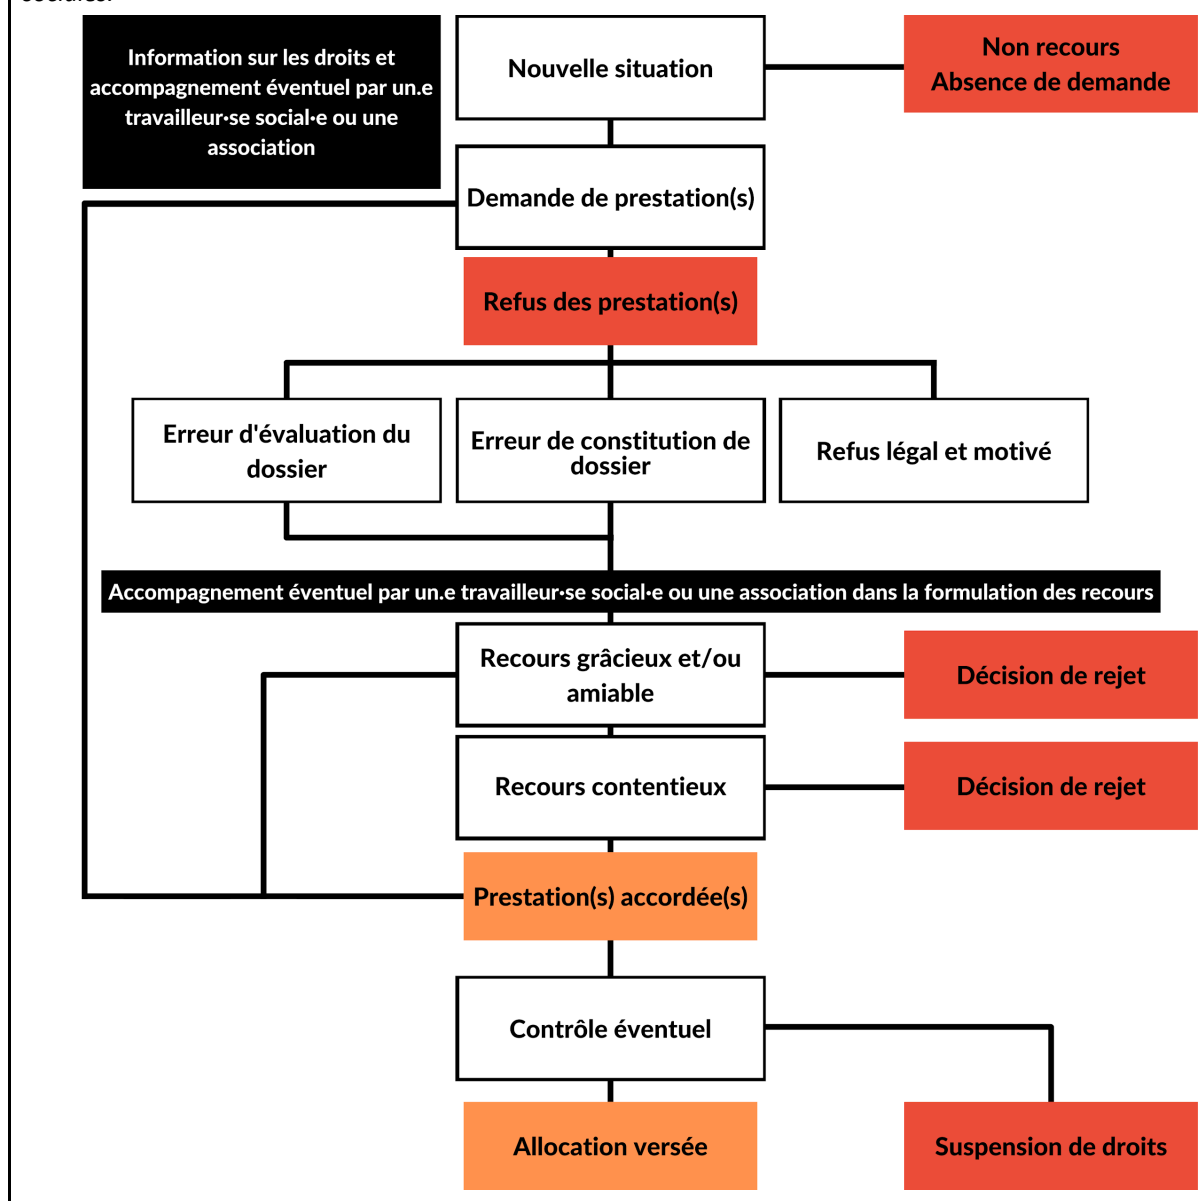 Information sur les droits et
accompagnement éventuel par un.e
travailleur·se social·e ou une
association
Nouvelle situation
Non recours
Absence de demande
Demande de prestation(s)
Refus des prestation(s)
Erreur d'évaluation du
dossier
Erreur de constitution de
dossier
Refus légal et motivé
Accompagnement éventuel par un.e travailleur·se social·e ou une association dans la formulation des recours
Recours grâcieux et/ou
amiable
Décision de rejet
Recours contentieux
Décision de rejet
Prestation(s) accordée(s)
Contrôle éventuel
Allocation versée
Suspension de droits